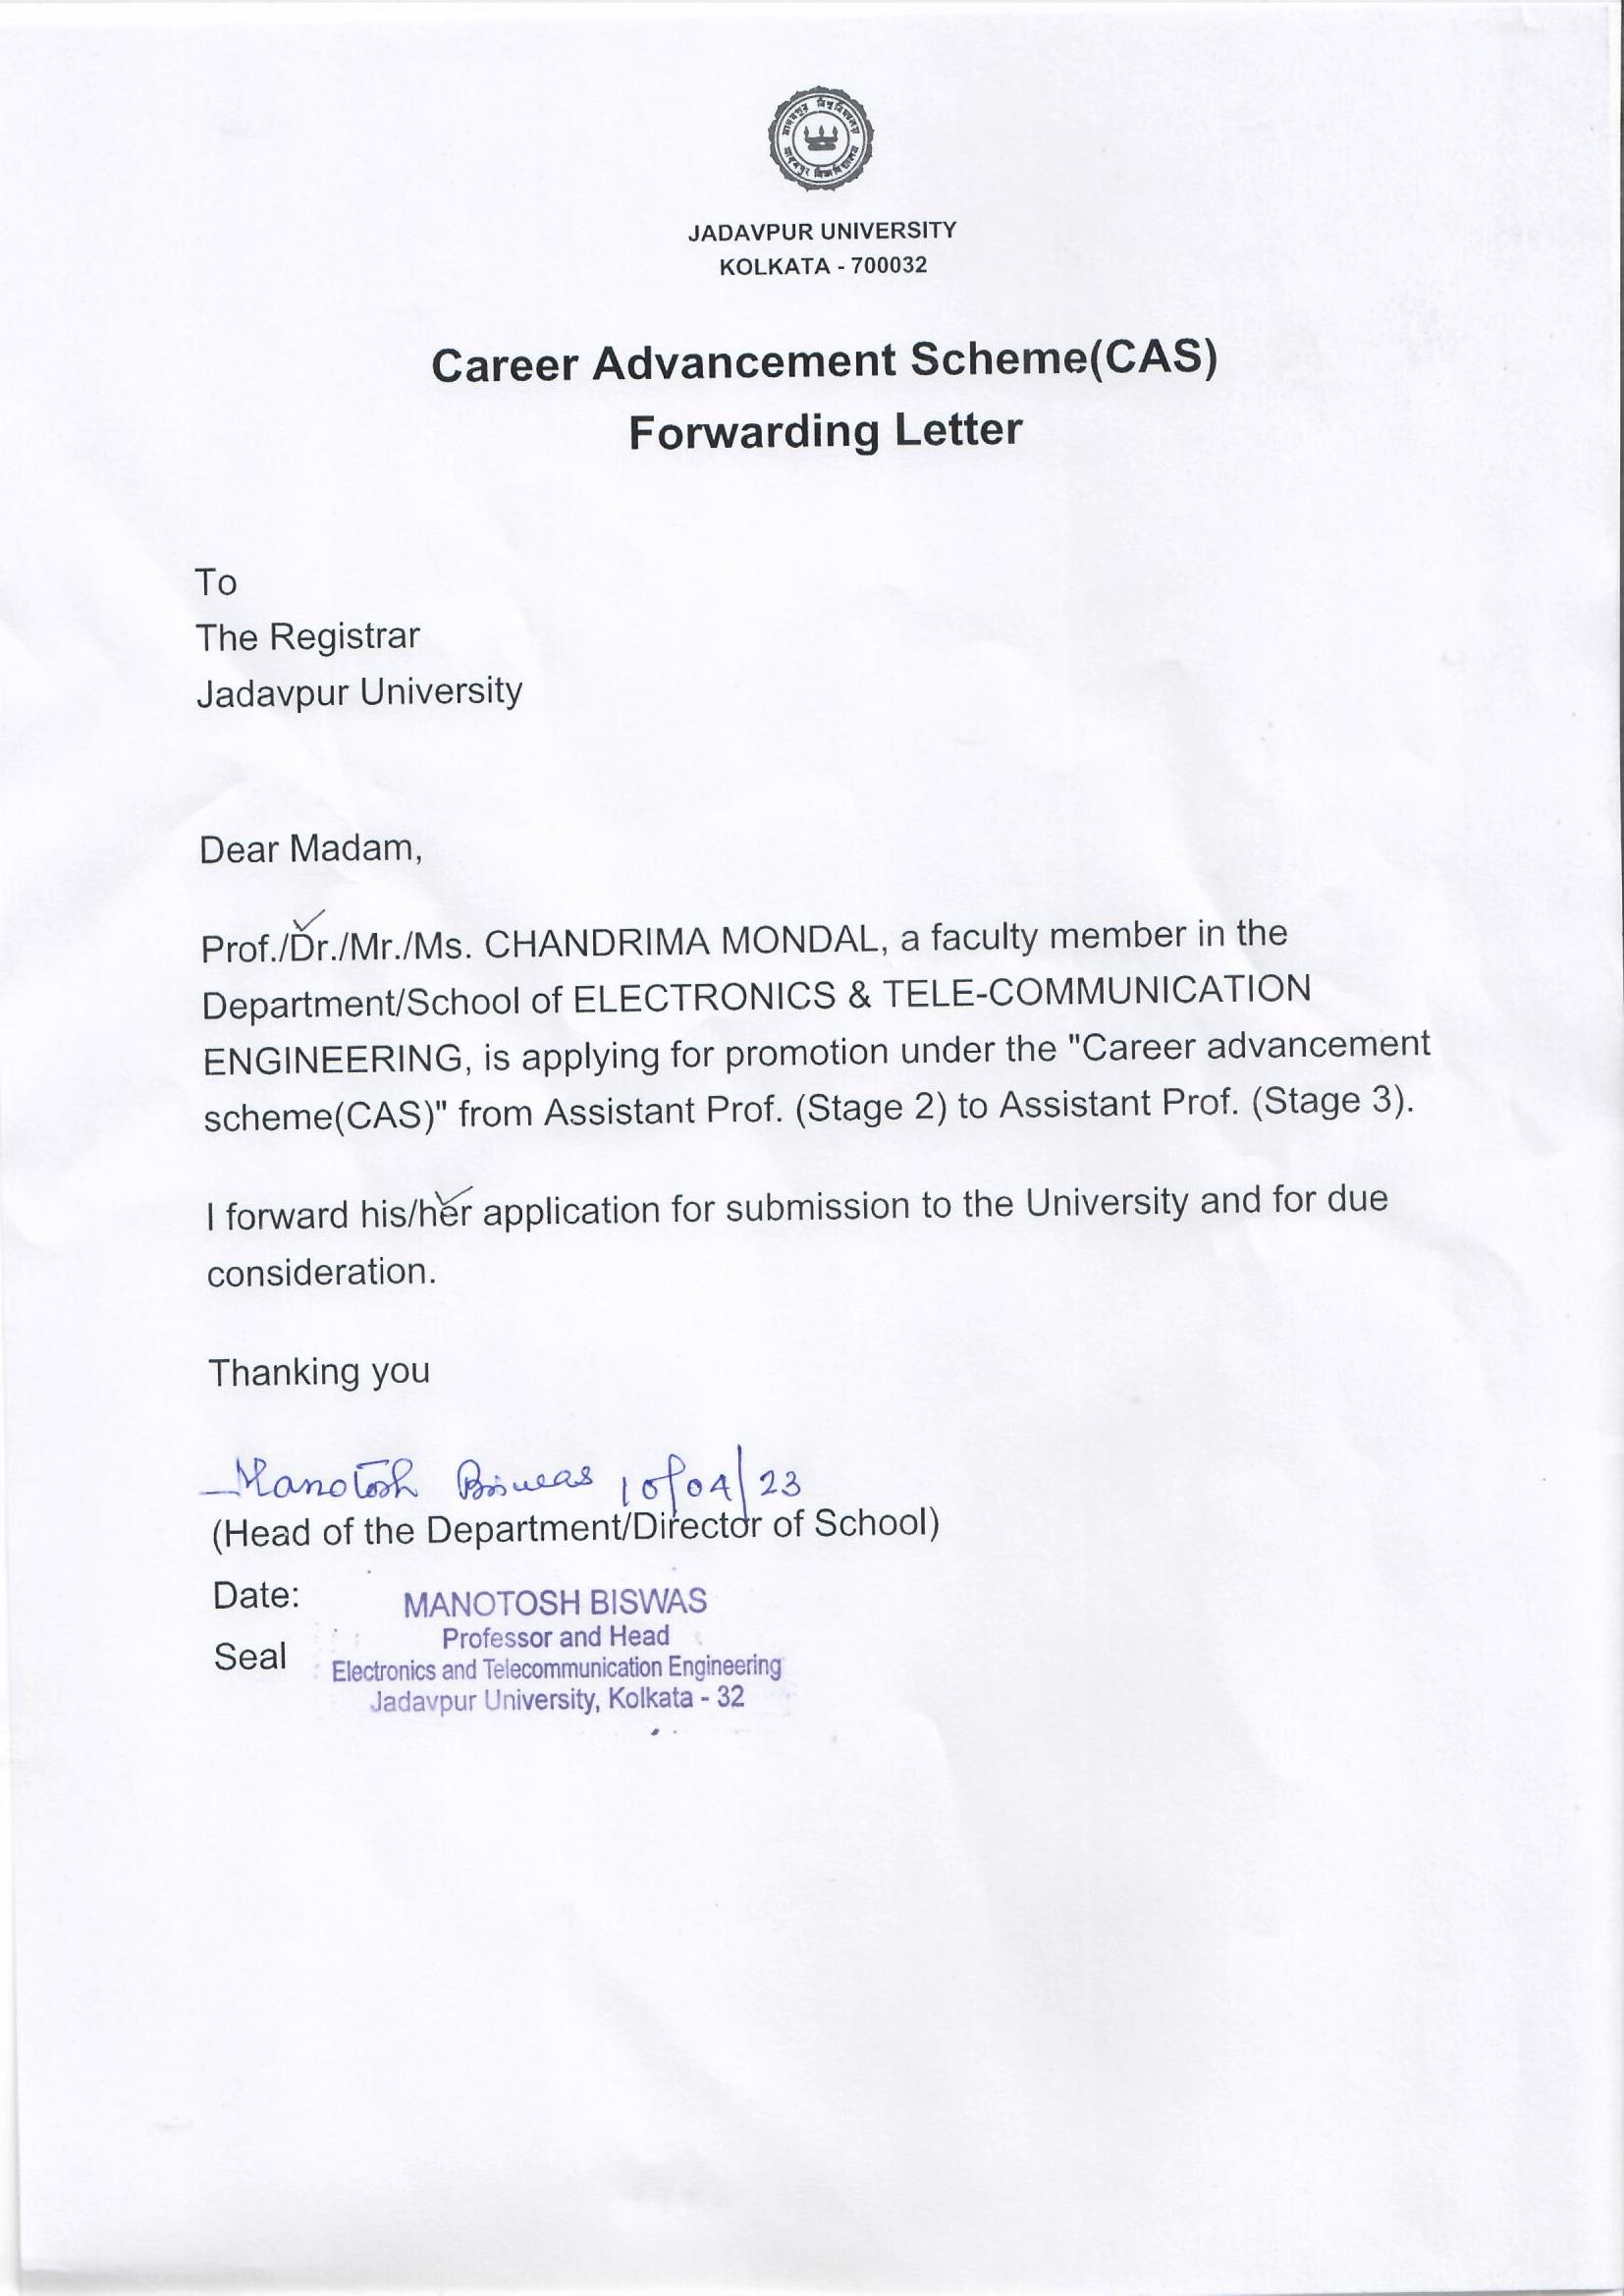 যাদবপুর বিশ্ববিদ্যালয়
JADAVPUR UNIVERSITY
KOLKATA - 700032
Career Advancement Scheme(CAS)
Forwarding Letter
To
The Registrar
Jadavpur University
Dear Madam,
Prof./Dr./Mr./Ms. CHANDRIMA MONDAL, a faculty member in the
Department/School of ELECTRONICS & TELE-COMMUNICATION
ENGINEERING, is applying for promotion under the "Career advancement
scheme(CAS)" from Assistant Prof. (Stage 2) to Assistant Prof. (Stage 3).
I forward his/her application for submission to the University and for due
consideration.
Thanking you
Manotosh Biswas 10/04/23
(Head of the Department/Director of School)
Date:
Seal
MANOTOSH BISWAS
Professor and Head
Electronics and Telecommunication Engineering
Jadavpur University, Kolkata - 32